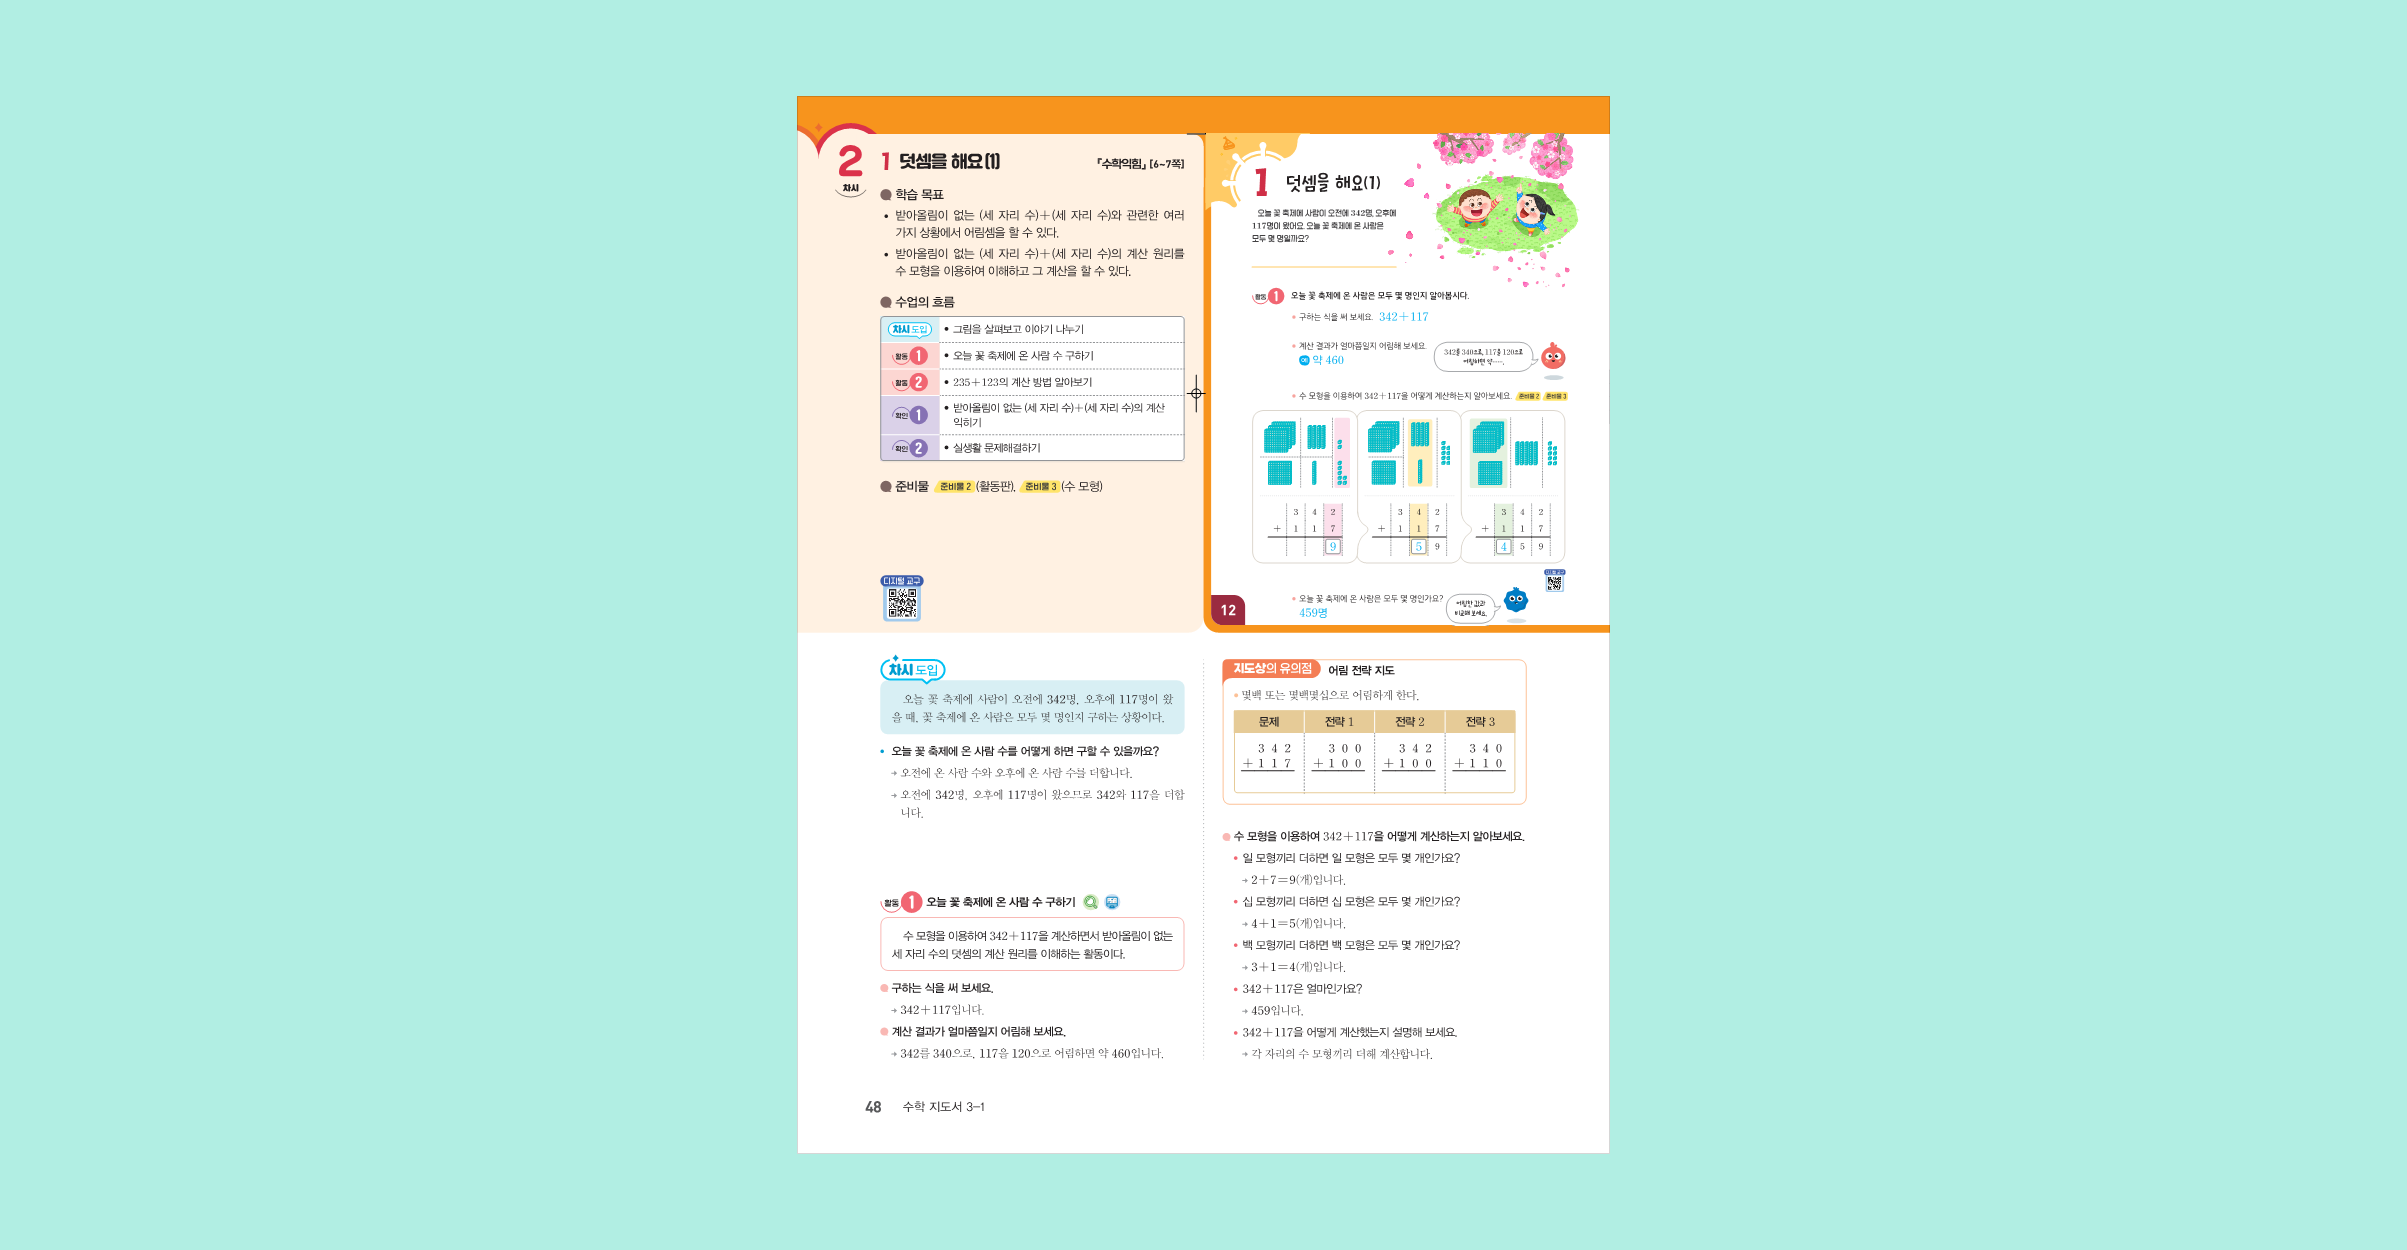 2
차시
1 덧셈을 해요(1)
『수학익힘』 [6~7쪽]
학습 목표
• 받아올림이 없는 (세 자리 수)+(세 자리 수)와 관련한 여러
가지 상황에서 어림셈을 할 수 있다.
• 받아올림이 없는 (세 자리 수)+(세 자리 수)의 계산 원리를
수 모형을 이용하여 이해하고 그 계산을 할 수 있다.
수업의 흐름
차시 도입 • 그림을 살펴보고 이야기 나누기
활동 1 • 오늘 꽃 축제에 온 사람 수 구하기
활동 2 • 235+123의 계산 방법 알아보기
확인 1 • 받아올림이 없는 (세 자리 수)+(세 자리 수)의 계산
익히기
확인 2 • 실생활 문제해결하기
준비물 준비물 2 (활동판), 준비물 3 (수 모형)
디지털 교구
1 덧셈을 해요(1)
오늘 꽃 축제에 사람이 오전에 342명, 오후에
117명이 왔어요. 오늘 꽃 축제에 온 사람은
모두 몇 명일까요?
활동 1 오늘 꽃 축제에 온 사람은 모두 몇 명인지 알아봅시다.
• 구하는 식을 써 보세요. 342+117
• 계산 결과가 얼마쯤일지 어림해 보세요.
예 약 460
342를 340으로, 117을 120으로
어림하면 약……
• 수 모형을 이용하여 342+117을 어떻게 계산하는지 알아보세요. 준비물 2 준비물 3
3 4 2 3 4 2 3 4 2
+ 1 1 7 + 1 1 7 + 1 1 7
9 5 9 4 5 9
디지털 교구
• 오늘 꽃 축제에 온 사람은 모두 몇 명인가요?
459명
어림한 값과
비교해 보세요.
12
차시 도입
오늘 꽃 축제에 사람이 오전에 342명, 오후에 117명이 왔
을 때, 꽃 축제에 온 사람은 모두 몇 명인지 구하는 상황이다.
• 오늘 꽃 축제에 온 사람 수를 어떻게 하면 구할 수 있을까요?
→ 오전에 온 사람 수와 오후에 온 사람 수를 더합니다.
→ 오전에 342명, 오후에 117명이 왔으므로 342와 117을 더합
니다.
활동 1 오늘 꽃 축제에 온 사람 수 구하기
수 모형을 이용하여 342+117을 계산하면서 받아올림이 없는
세 자리 수의 덧셈의 계산 원리를 이해하는 활동이다.
구하는 식을 써 보세요.
→ 342+117입니다.
계산 결과가 얼마쯤일지 어림해 보세요.
→ 342를 340으로, 117을 120으로 어림하면 약 460입니다.
지도상의 유의점 어림 전략 지도
• 몇백 또는 몇백몇십으로 어림하게 한다.
문제 전략 1 전략 2 전략 3
3 4 2 3 0 0 3 4 2 3 4 0
+ 1 1 7 + 1 0 0 + 1 0 0 + 1 1 0
수 모형을 이용하여 342+117을 어떻게 계산하는지 알아보세요.
• 일 모형끼리 더하면 일 모형은 모두 몇 개인가요?
→ 2+7=9(개)입니다.
• 십 모형끼리 더하면 십 모형은 모두 몇 개인가요?
→ 4+1=5(개)입니다.
• 백 모형끼리 더하면 백 모형은 모두 몇 개인가요?
→ 3+1=4(개)입니다.
• 342+117은 얼마인가요?
→ 459입니다.
• 342+117을 어떻게 계산했는지 설명해 보세요.
→ 각 자리의 수 모형끼리 더해 계산합니다.
48 수학 지도서 3-1